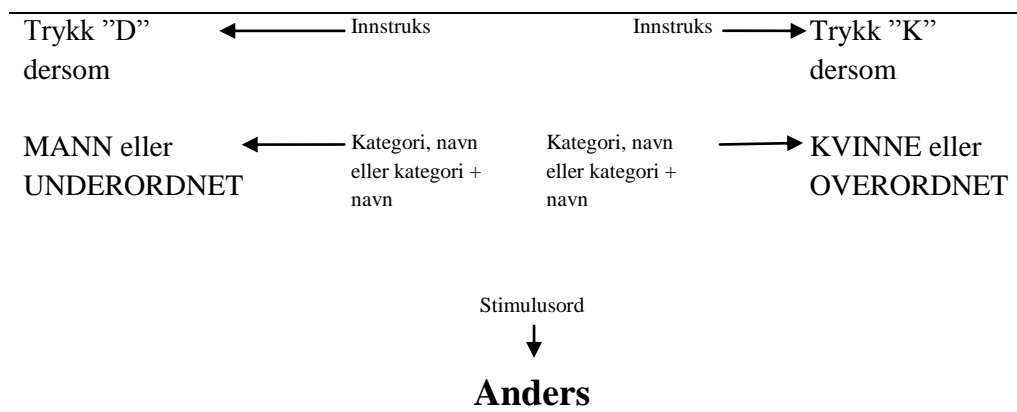 Trykk ”D”
dersom
Innstruks
Innstruks
Trykk ”K”
dersom
MANN eller
UNDERORDNET
Kategori, navn
eller kategori +
navn
Kategori, navn
eller kategori +
navn
KVINNE eller
OVERORDNET
Stimulusord
Anders